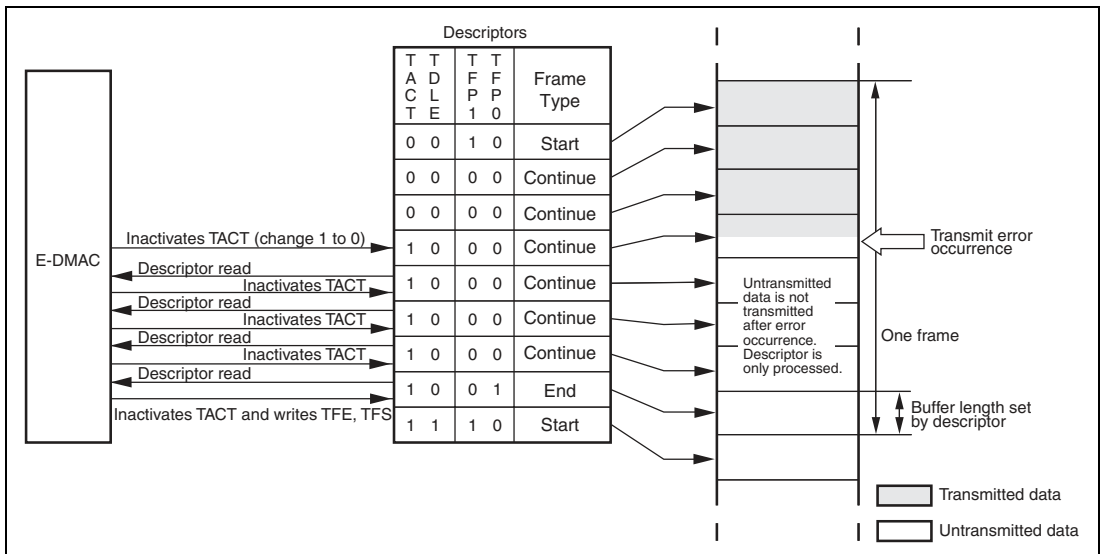 Descriptors
TACT TDLE TFP1 TFP0 Frame Type
0 0 1 0 Start
0 0 0 0 Continue
0 0 0 0 Continue
1 0 0 0 Continue
1 0 0 0 Continue
1 0 0 0 Continue
1 0 0 0 Continue
1 0 0 1 End
1 1 1 0 Start
E-DMAC
Inactivates TACT (change 1 to 0)
Descriptor read
Inactivates TACT
Descriptor read
Inactivates TACT
Descriptor read
Inactivates TACT
Descriptor read
Inactivates TACT and writes TFE, TFS
Untransmitted
data is not
transmitted
after error
occurrence.
Descriptor is
only processed.
Transmit error
occurrence
One frame
Buffer length set
by descriptor
Transmitted data
Untransmitted data